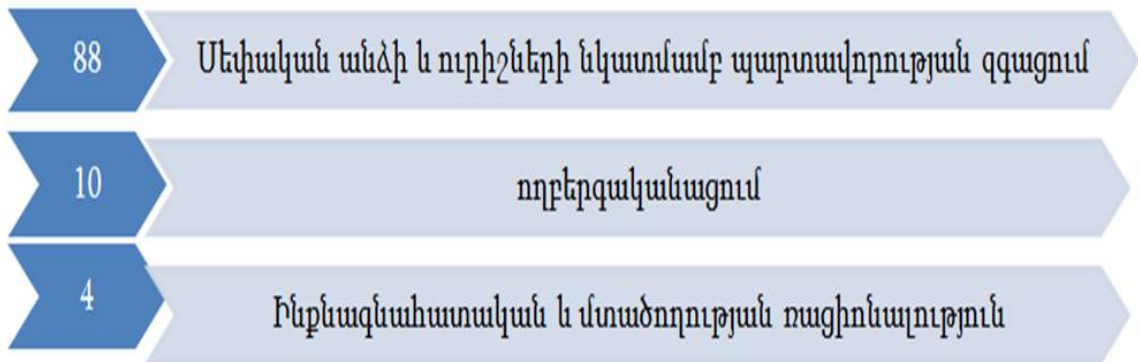 88 Սեփական անձի և ուրիշների նկատմամբ պարտավորության զգացում
10 ողբերգականացում
4 Ինքնագնահատական և մտածողության ռացիոնալություն